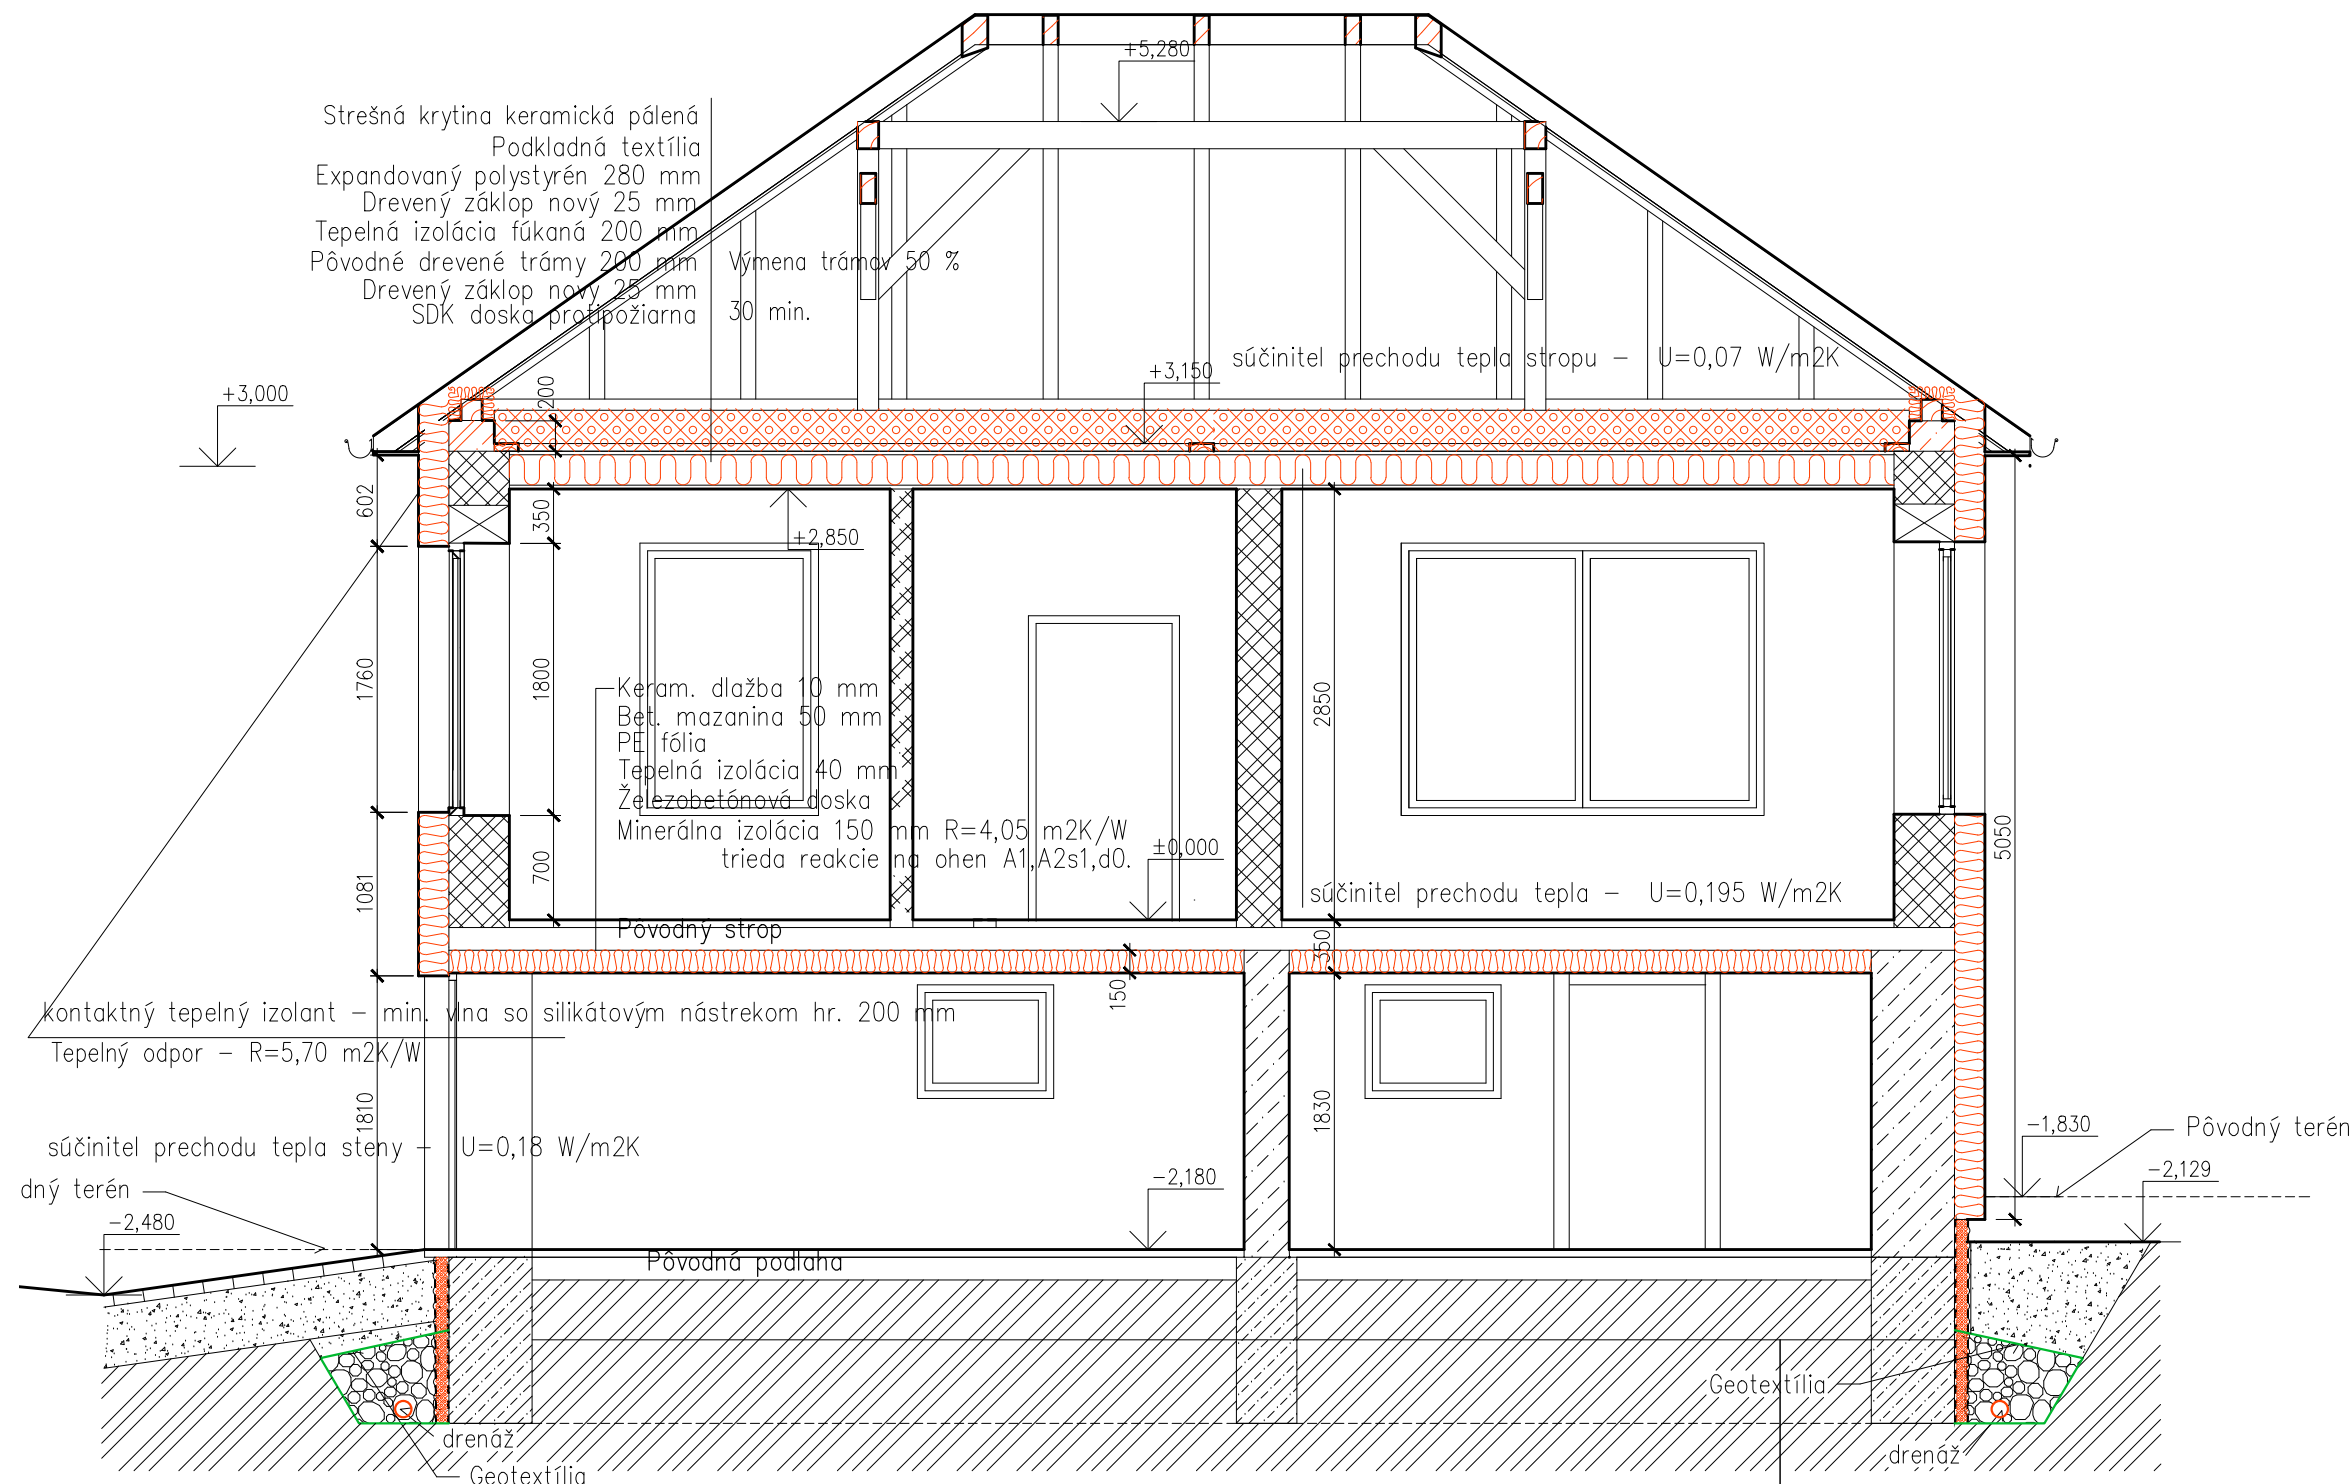 +5,280
Strešná krytina keramická pálená
Podkladná textília
Expandovaný polystyrén 280 mm
Drevený záklop nový 25 mm
Tepelná izolácia fúkaná 200 mm
Pôvodné drevené trámy 200 mm Výmena trámov 50 %
Drevený záklop nový 25 mm
SDK doska protipožiarna 30 min.
súčinitel prechodu tepla stropu - U=0,07 W/m2K
+3,150
+3,000
200
602
350
+2,850
1760
1800
2850
Keram. dlažba 10 mm
Bet. mazanina 50 mm
PE fólia
Tepelná izolácia 40 mm
Železobetónová doska
Minerálna izolácia 150 mm R=4,05 m2K/W
trieda reakcie na ohen A1,A2s1,d0.
±0,000
5050
1081
700
súčinitel prechodu tepla - U=0,195 W/m2K
Pôvodný strop
350
150
kontaktný tepelný izolant - min. vlna so silikátovým nástrekom hr. 200 mm
Tepelný odpor - R=5,70 m2K/W
1810
1830
súčinitel prechodu tepla steny - U=0,18 W/m2K
-1,830
Pôvodný terén
-2,129
-2,180
dný terén
-2,480
Pôvodná podlaha
Geotextília
drenáž
drenáž
Geotextília